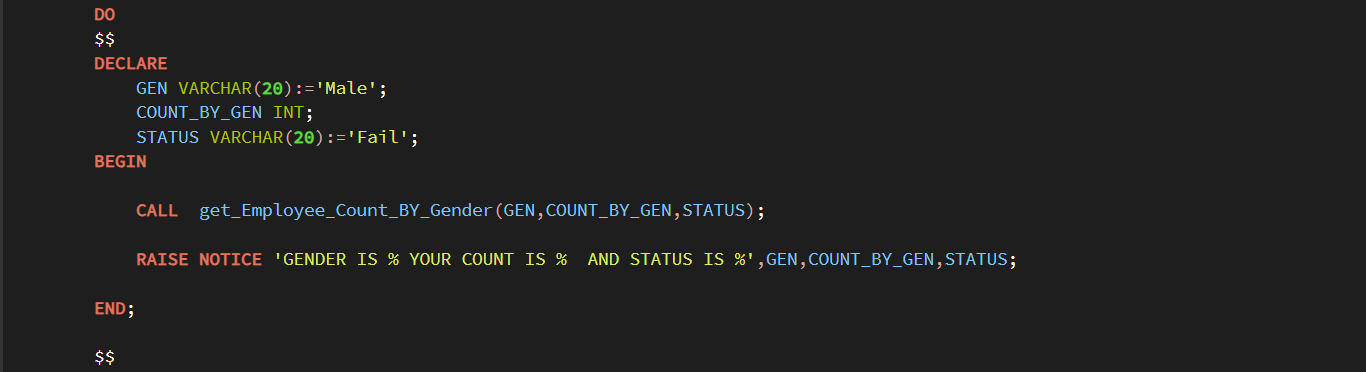 DO
$$
DECLARE
GEN VARCHAR(20):='Male';
COUNT_BY_GEN INT;
STATUS VARCHAR(20):='Fail';
BEGIN
CALL  get_Employee_Count_BY_Gender(GEN,COUNT_BY_GEN,STATUS);
RAISE NOTICE 'GENDER IS % YOUR COUNT IS %  AND STATUS IS %',GEN,COUNT_BY_GEN,STATUS;
END;
$$